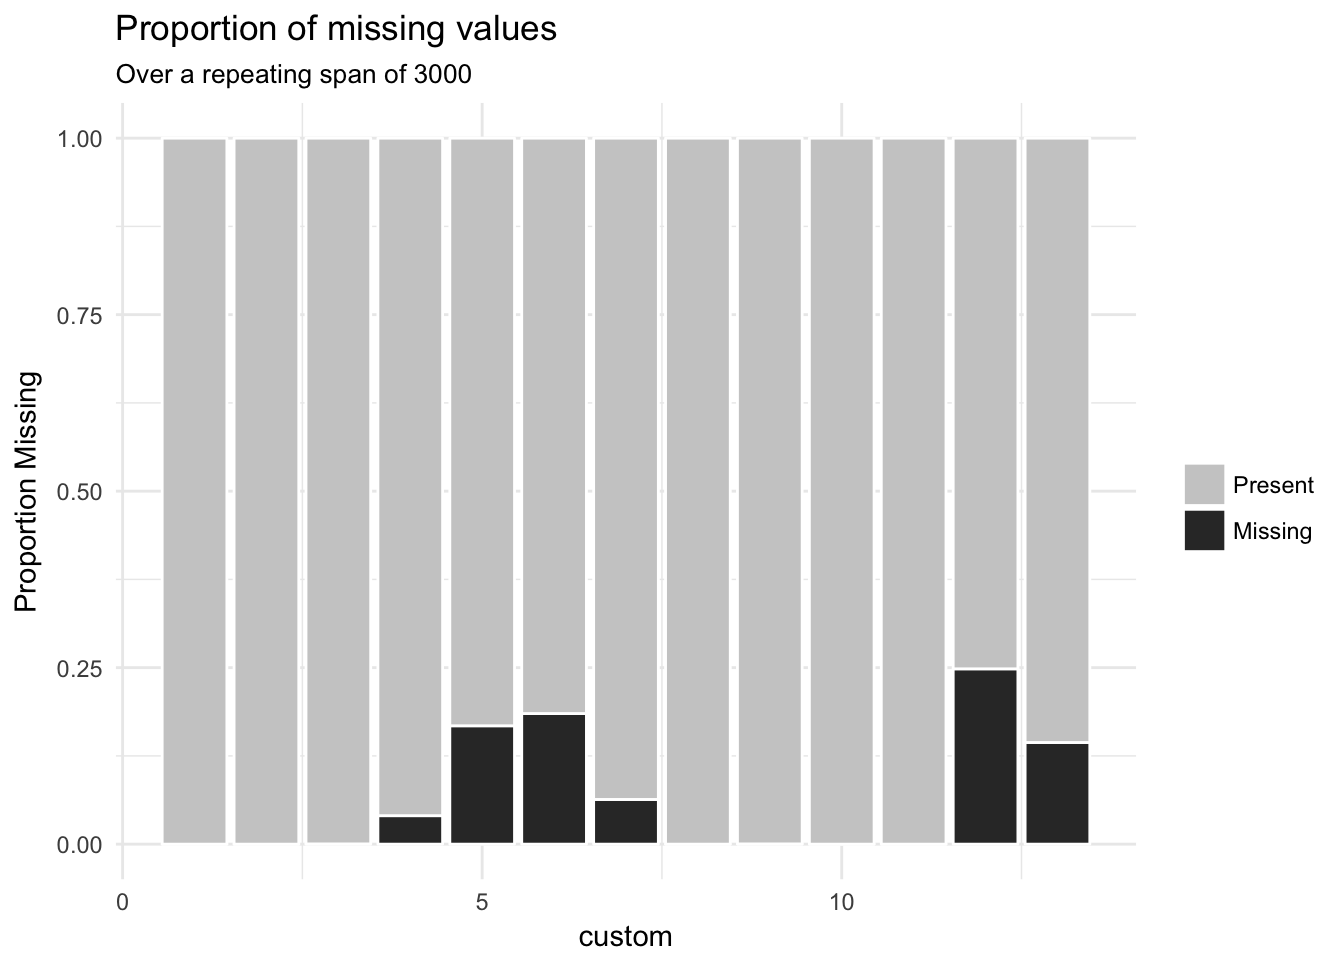 Proportion of missing values
Over a repeating span of 3000
1.00
0.75
0.50
0.25
0.00
Proportion Missing
0
5
10
custom
Present
Missing